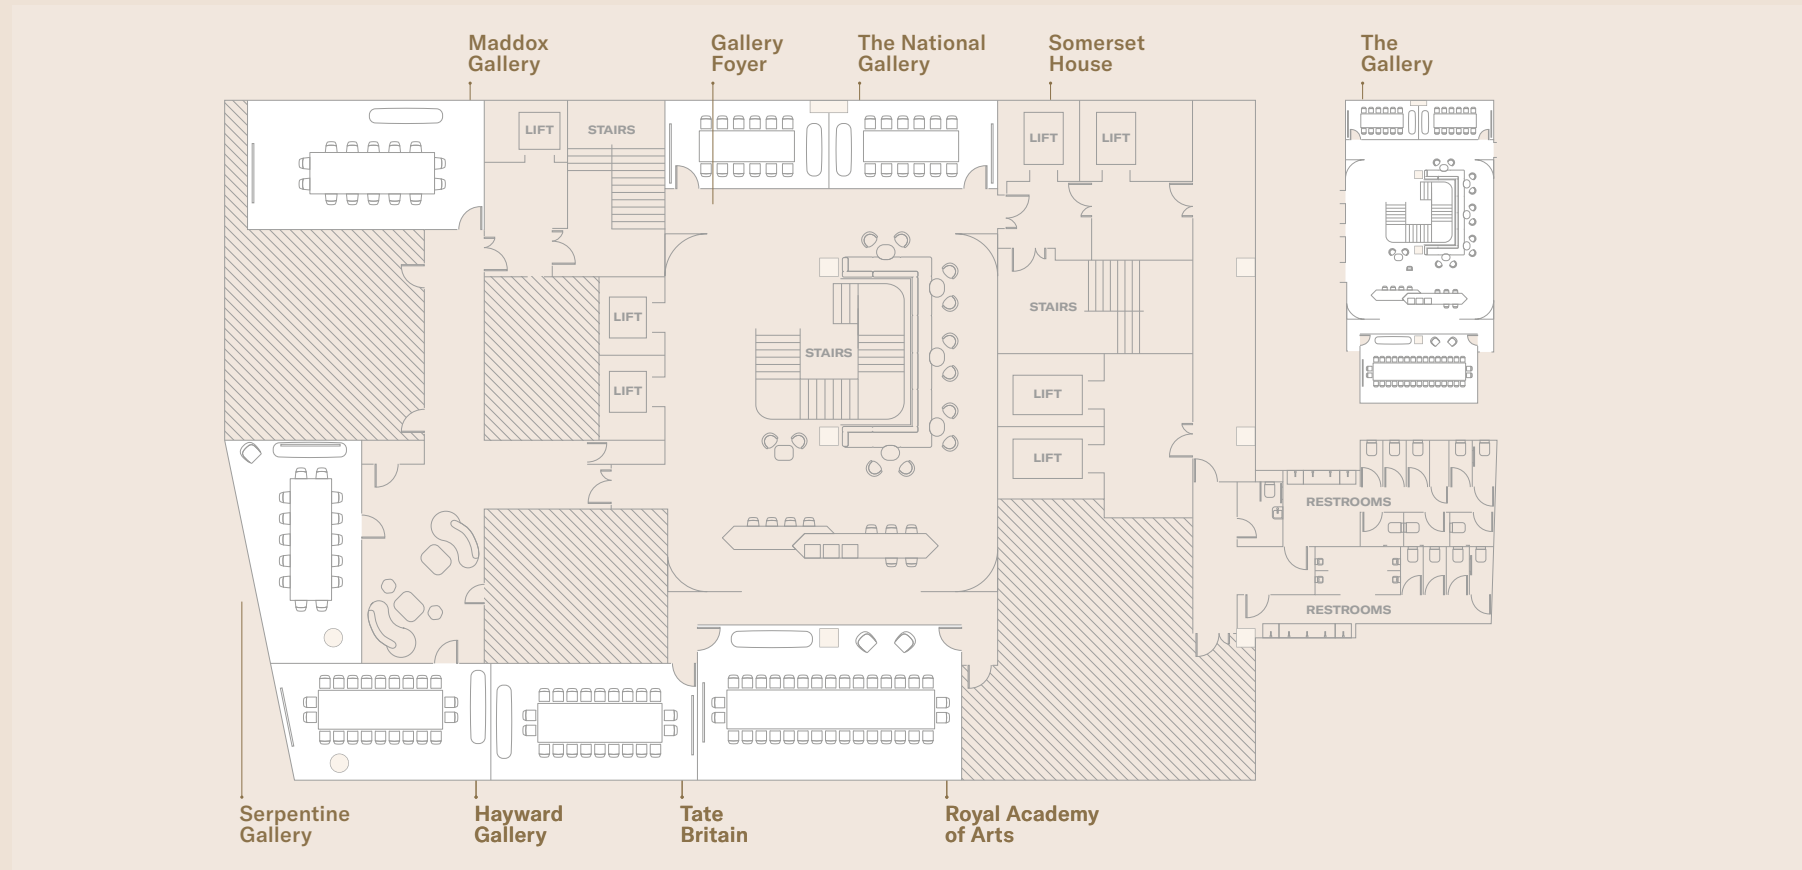 Maddox
Gallery
Gallery
Foyer
The National
Gallery
Somerset
House
The
Gallery
LIFT
STAIRS
LIFT
LIFT
STAIRS
LIFT
STAIRS
LIFT
LIFT
LIFT
RESTROOMS
RESTROOMS
Serpentine
Gallery
Hayward
Gallery
Tate
Britain
Royal Academy
of Arts